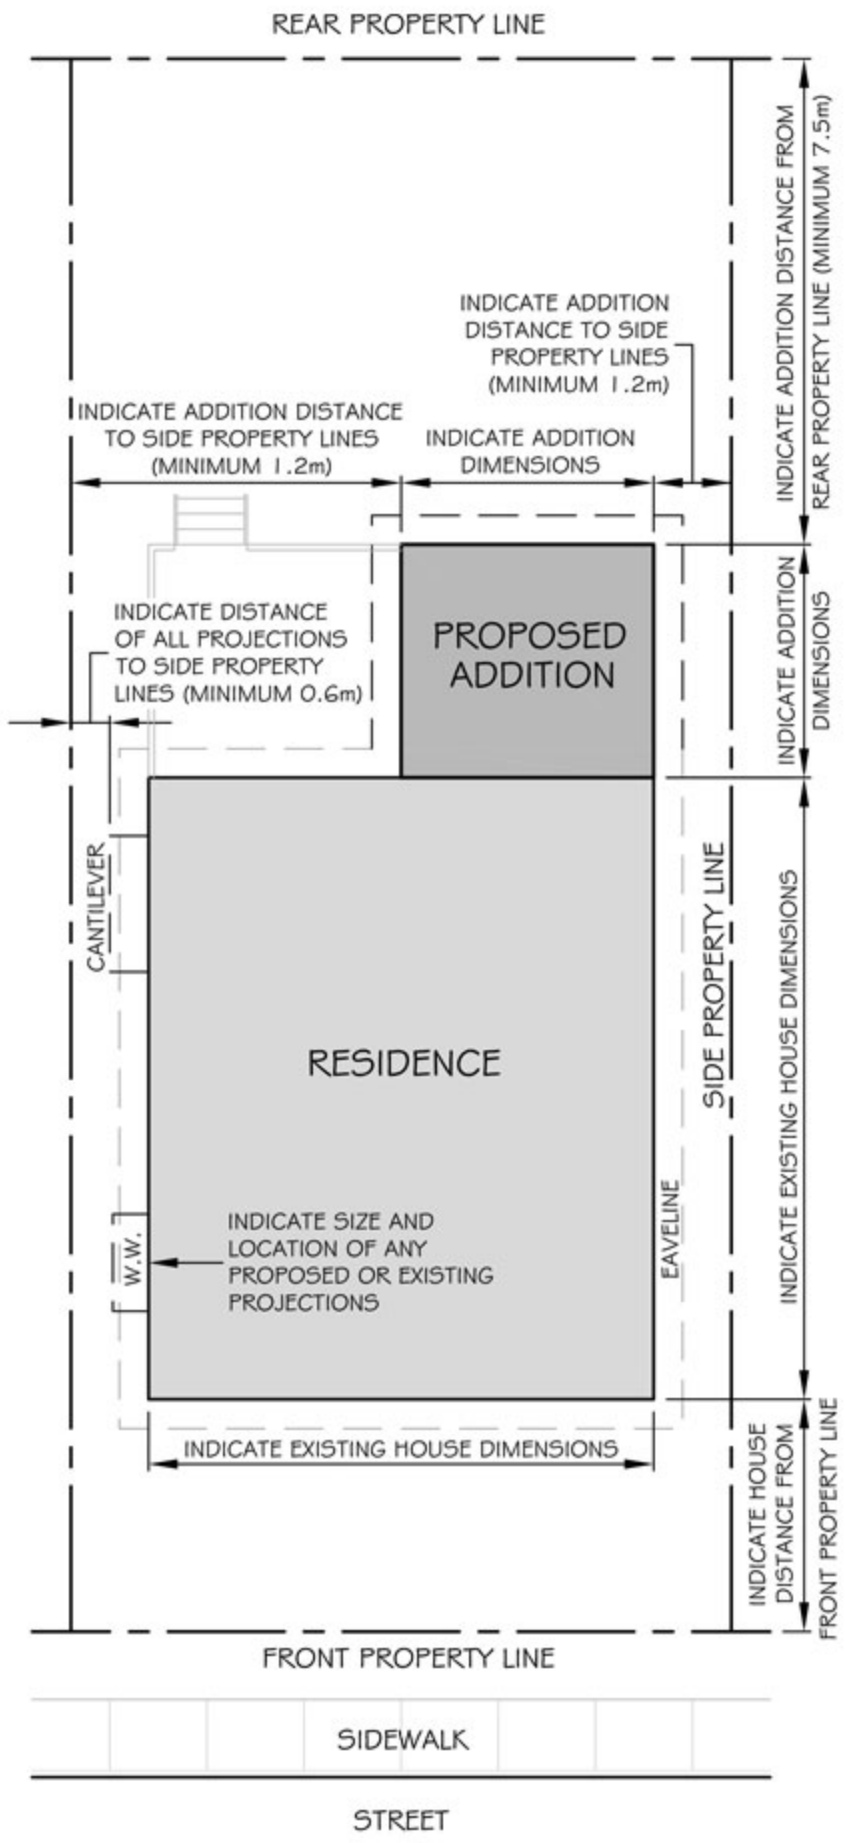 REAR PROPERTY LINE
INDICATE ADDITION DISTANCE FROM
REAR PROPERTY LINE (MINIMUM 7.5m)
INDICATE ADDITION
DISTANCE TO SIDE
PROPERTY LINES
(MINIMUM 1.2m)
INDICATE ADDITION DISTANCE
TO SIDE PROPERTY LINES
(MINIMUM 1.2m)
INDICATE ADDITION
DIMENSIONS
INDICATE DISTANCE
OF ALL PROJECTIONS
TO SIDE PROPERTY
LINES (MINIMUM 0.6m)
PROPOSED
ADDITION
INDICATE ADDITION
DIMENSIONS
CANTILEVER
SIDE PROPERTY LINE
INDICATE EXISTING HOUSE DIMENSIONS
RESIDENCE
EAVELINE
W.W.
INDICATE SIZE AND
LOCATION OF ANY
PROPOSED OR EXISTING
PROJECTIONS
INDICATE EXISTING HOUSE DIMENSIONS
INDICATE HOUSE
DISTANCE FROM
FRONT PROPERTY LINE
FRONT PROPERTY LINE
SIDEWALK
STREET